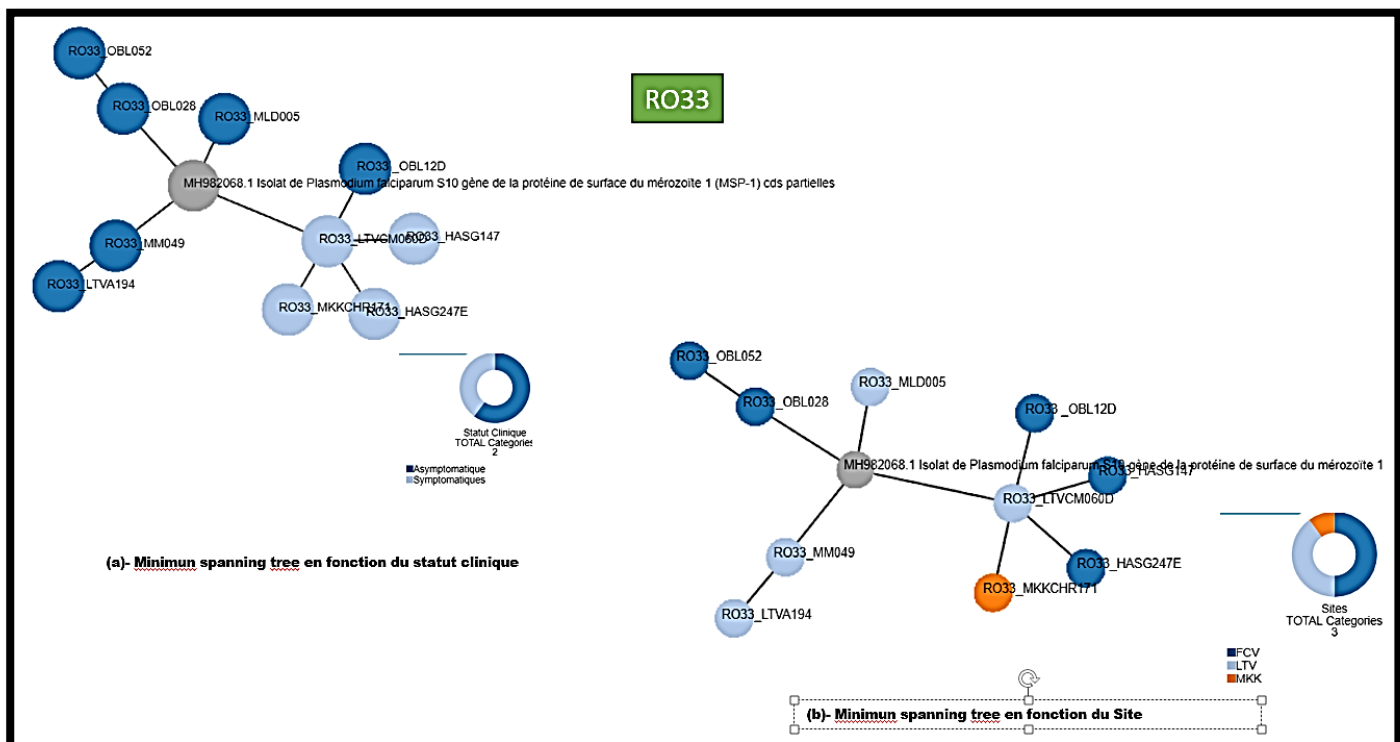 RO33_OBL052
RO33_OBL028
RO33_MLD005
RO33
RO33_OBL12D
MH982068.1 Isolat de Plasmodium falciparum S10 gène de la protéine de surface du mérozoïte 1 (MSP-1) cds partielles
RO33_MM049
RO33_LTVCM060D
RO33_HASG147
RO33_LTVA194
RO33_MKKCHR171
RO33_HASG247E
Statut Clinique
TOTAL Categories
2
Asymptomatique
Symptomatiques
(a)- Minimun spanning tree en fonction du statut clinique
RO33_OBL052
RO33_OBL028
RO33_MLD005
RO33_OBL12D
MH982068.1 Isolat de Plasmodium falciparum S10 gène de la protéine de surface du mérozoïte 1
RO33_HASG147
RO33_LTVCM060D
RO33_MM049
RO33_HASG247E
RO33_MKKCHR171
RO33_LTVA194
Sites
TOTAL Categories
3
FCV
LTV
MKK
(b)- Minimun spanning tree en fonction du Site